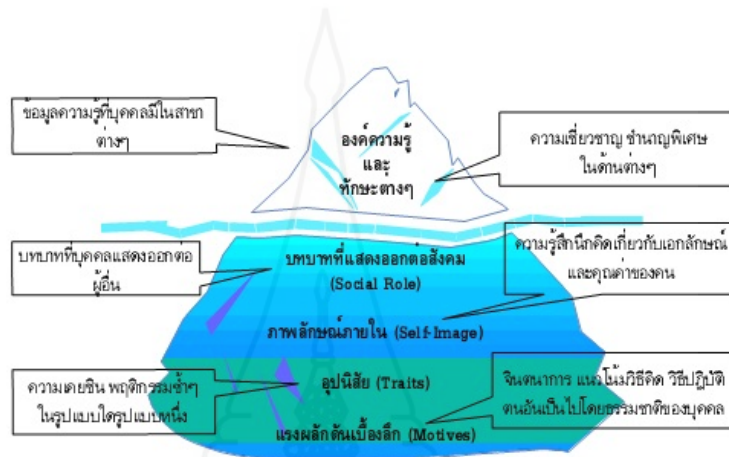 ข้อมูลความรู้ที่บุคคลมีในสาขา
ต่างๆ
องค์ความรู้
และ
ทักษะต่างๆ
ความเชี่ยวชาญ ชำนาญพิเศษ
ในด้านต่างๆ
บทบาทที่บุคคลแสดงออกต่อ
ผู้อื่น
บทบาทที่แสดงออกต่อสังคม
(Social Role)
ความรู้สึกนึกคิดเกี่ยวกับเอกลักษณ์
และคุณค่าของคน
ภาพลักษณ์ภายใน (Self-Image)
ความเคยชิน พฤติกรรมซ้ำๆ
ในรูปแบบใดรูปแบบหนึ่ง
อุปนิสัย (Traits)
จินตนาการ แนวโน้มวิธีคิด วิธีปฏิบัติ
ตนอันเป็นไปโดยธรรมชาติของบุคคล
แรงผลักดันเบื้องลึก (Motives)